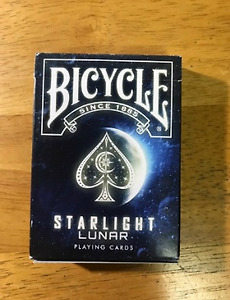 BICYCLE
SINCE 1885
®
STARLIGHT
LUNAR
PLAYING CARDS